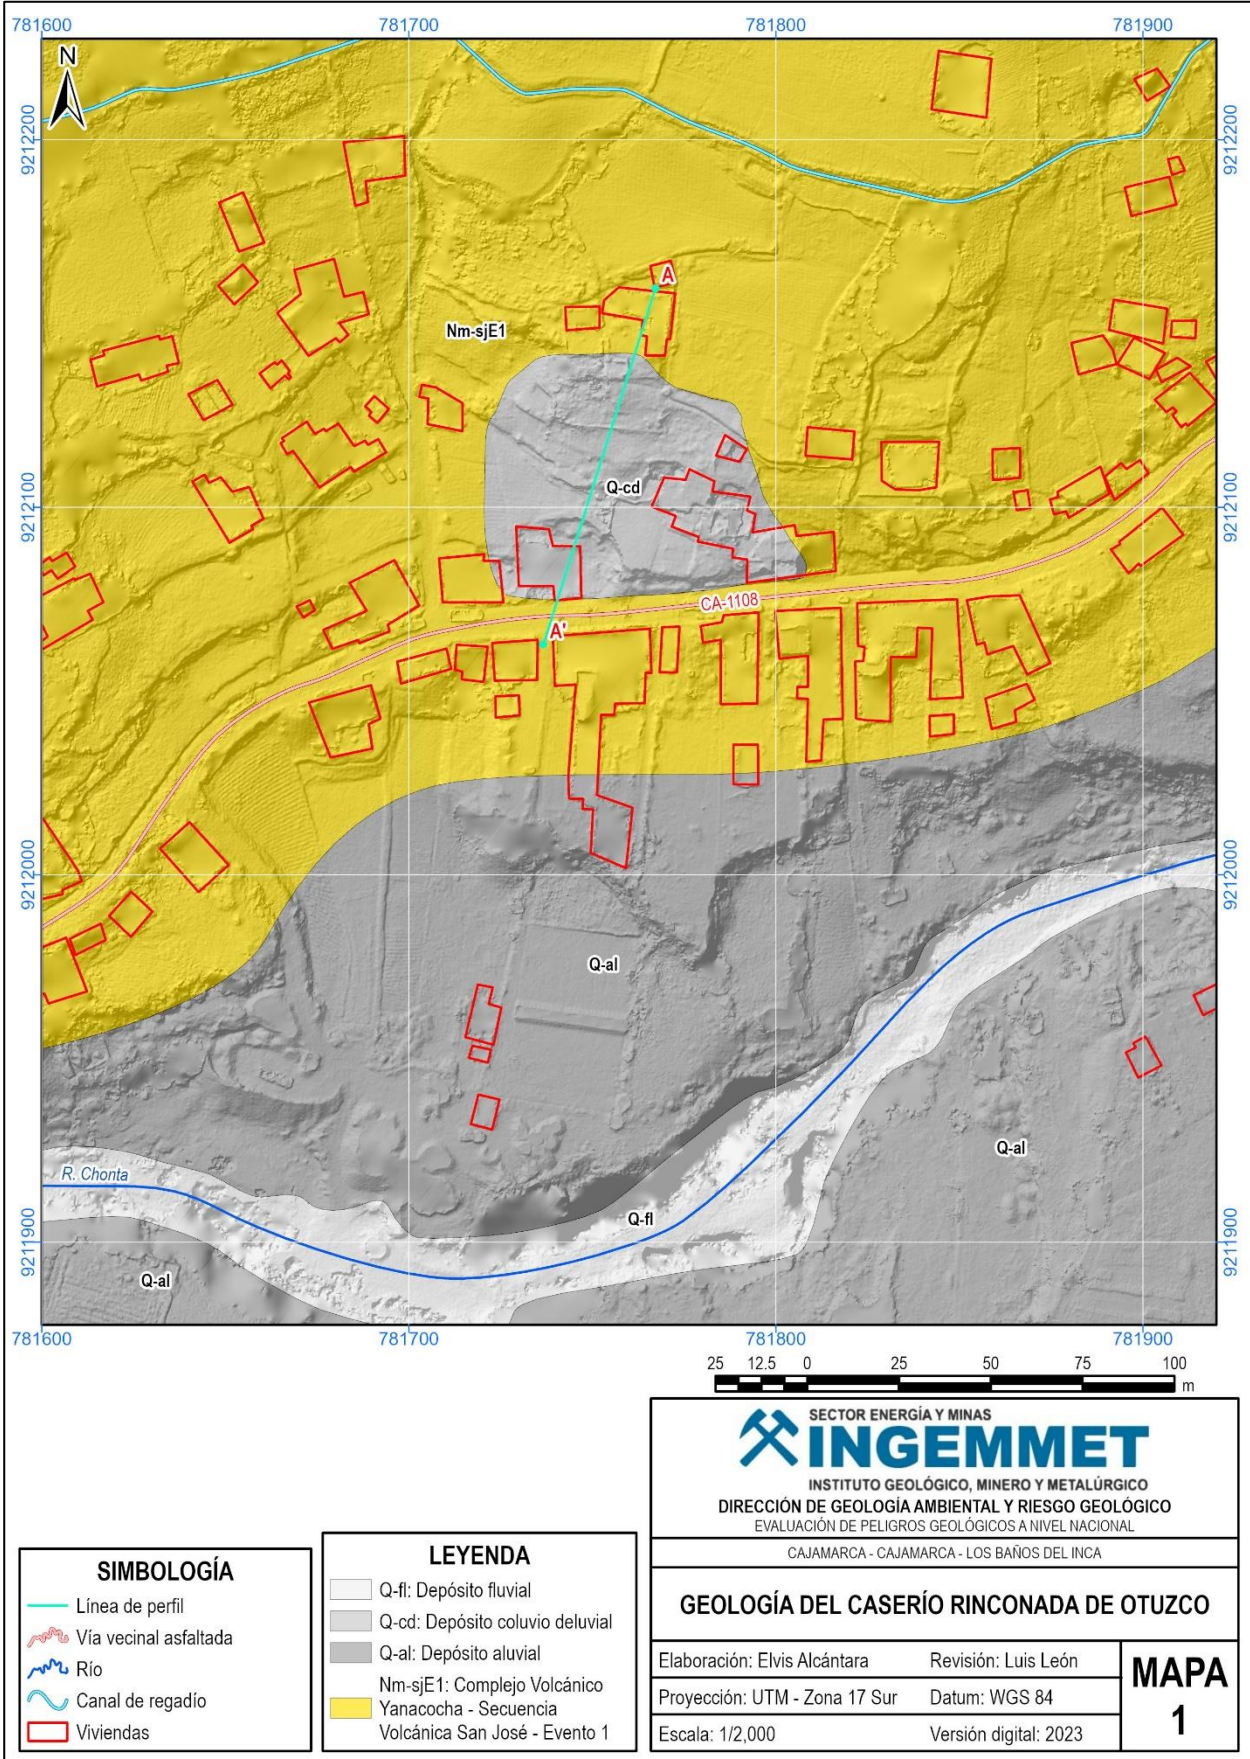 781600
781700
781800
781900
N
9212200
9212200
A
Nm-sjE1
Q-cd
9212100
9212100
CA-1108
A'
9212000
9212000
Q-al
Q-al
R. Chonta
Q-fl
9211900
9211900
Q-al
781600
781700
781800
781900
25 12.5 0 25 50 75 100
m
SECTOR ENERGÍA Y MINAS
INGEMMET
INSTITUTO GEOLÓGICO, MINERO Y METALÚRGICO
DIRECCIÓN DE GEOLOGÍA AMBIENTAL Y RIESGO GEOLÓGICO
EVALUACIÓN DE PELIGROS GEOLÓGICOS A NIVEL NACIONAL
CAJAMARCA - CAJAMARCA - LOS BAÑOS DEL INCA
GEOLOGÍA DEL CASERÍO RINCONADA DE OTUZCO
Elaboración: Elvis Alcántara
Revisión: Luis León
Proyección: UTM - Zona 17 Sur
Datum: WGS 84
Escala: 1/2,000
Versión digital: 2023
MAPA
1
SIMBOLOGÍA
Línea de perfil
Vía vecinal asfaltada
Río
Canal de regadío
Viviendas
LEYENDA
Q-fl: Depósito fluvial
Q-cd: Depósito coluvio deluvial
Q-al: Depósito aluvial
Nm-sjE1: Complejo Volcánico
Yanacocha - Secuencia
Volcánica San José - Evento 1